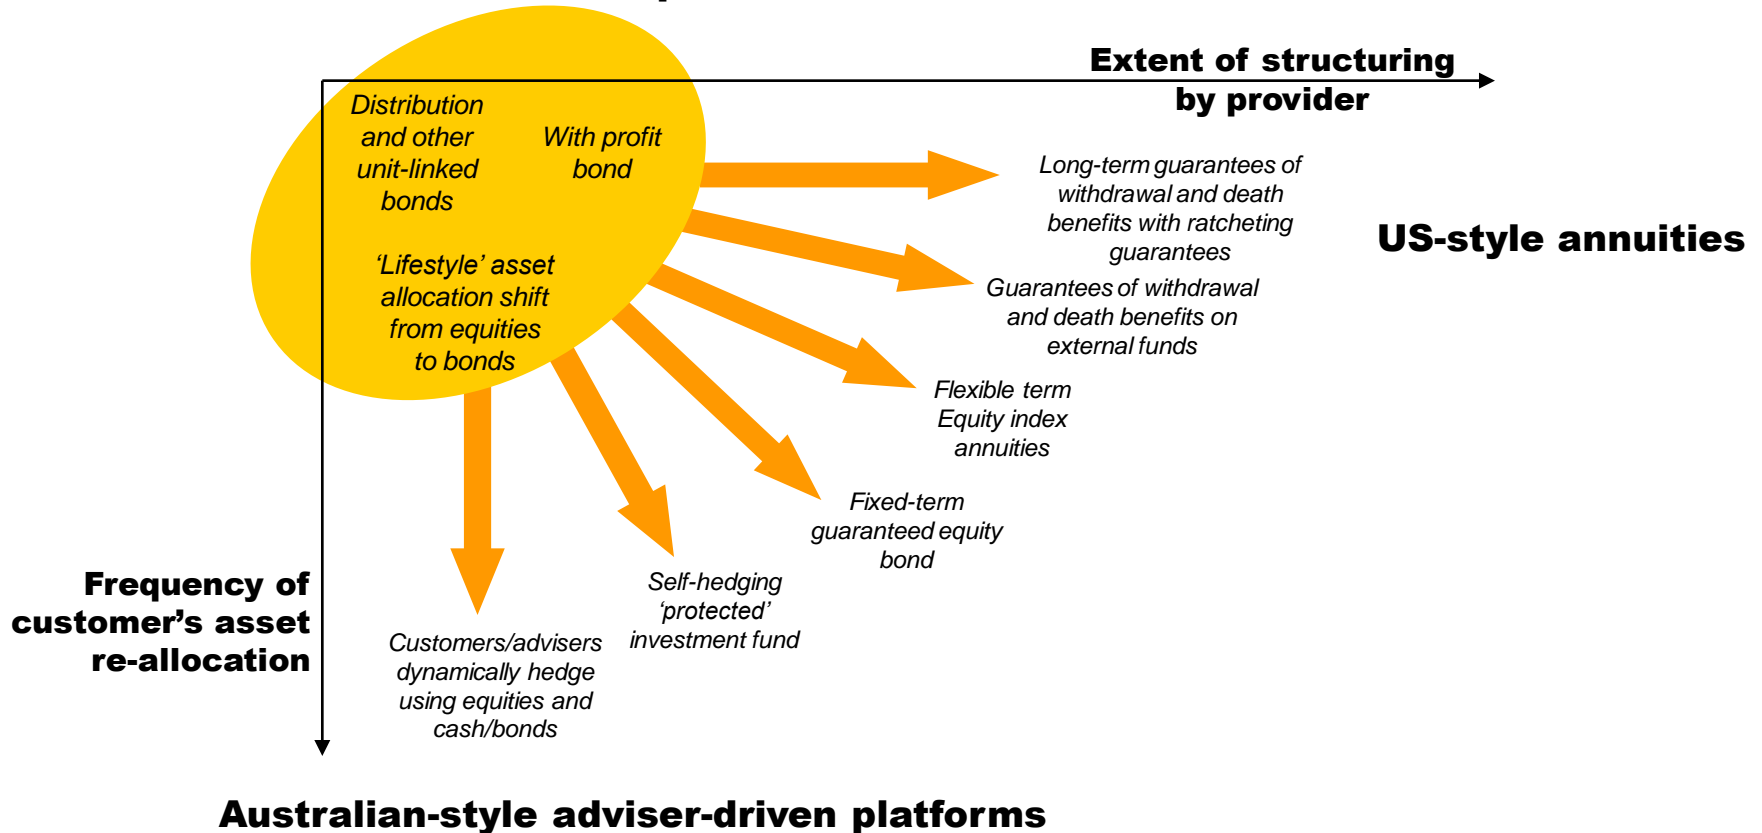 Extent of structuring
by provider
Distribution
and other
unit-linked
bonds
With profit
bond
'Lifestyle' asset
allocation shift
from equities
to bonds
Long-term guarantees of
withdrawal and death
benefits with ratcheting
guarantees
US-style annuities
Guarantees of withdrawal
and death benefits on
external funds
Flexible term
Equity index
annuities
Fixed-term
guaranteed equity
bond
Self-hedging
‘protected’
investment fund
Customers/advisers
dynamically hedge
using equities and
cash/bonds
Frequency of
customer’s asset
re-allocation
Australian-style adviser-driven platforms